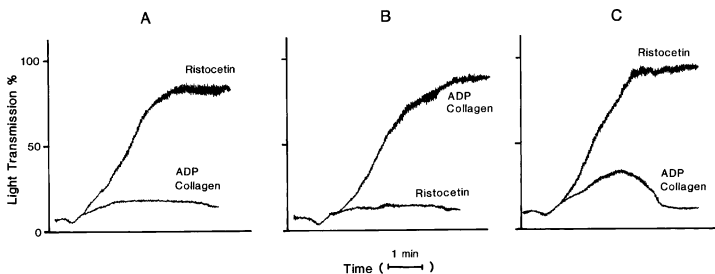 A
B
C
Light Transmission %
100
50
0
Ristocetin
ADP
Collagen
ADP
Collagen
Ristocetin
Ristocetin
ADP
Collagen
1 min
Time ( )